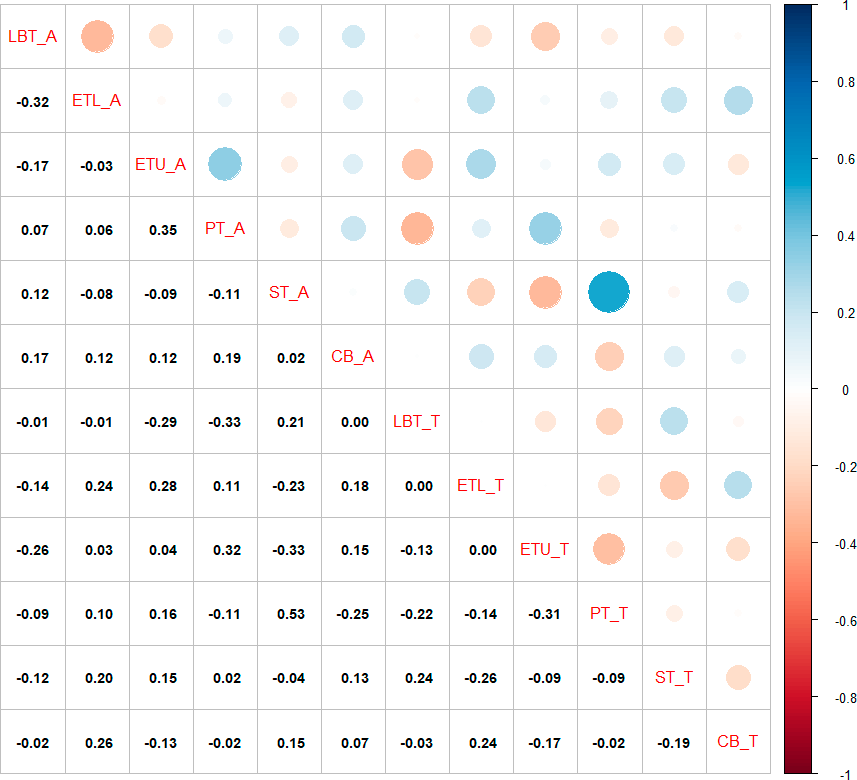 LBT_A
-0.32 ETL_A
-0.17 -0.03 ETU_A
0.07 0.06 0.35 PT_A
0.12 -0.08 -0.09 -0.11 ST_A
0.17 0.12 0.12 0.19 0.02 CB_A
-0.01 -0.01 -0.29 -0.33 0.21 0.00 LBT_T
-0.14 0.24 0.28 0.11 -0.23 0.18 0.00 ETL_T
-0.26 0.03 0.04 0.32 -0.33 0.15 -0.13 0.00 ETU_T
-0.09 0.10 0.16 -0.11 0.53 -0.25 -0.22 -0.14 -0.31 PT_T
-0.12 0.20 0.15 0.02 -0.04 0.13 0.24 -0.26 -0.09 -0.09 ST_T
-0.02 0.26 -0.13 -0.02 0.15 0.07 -0.03 0.24 -0.17 -0.02 -0.19 CB_T
1
0.8
0.6
0.4
0.2
0
-0.2
-0.4
-0.6
-0.8
-1